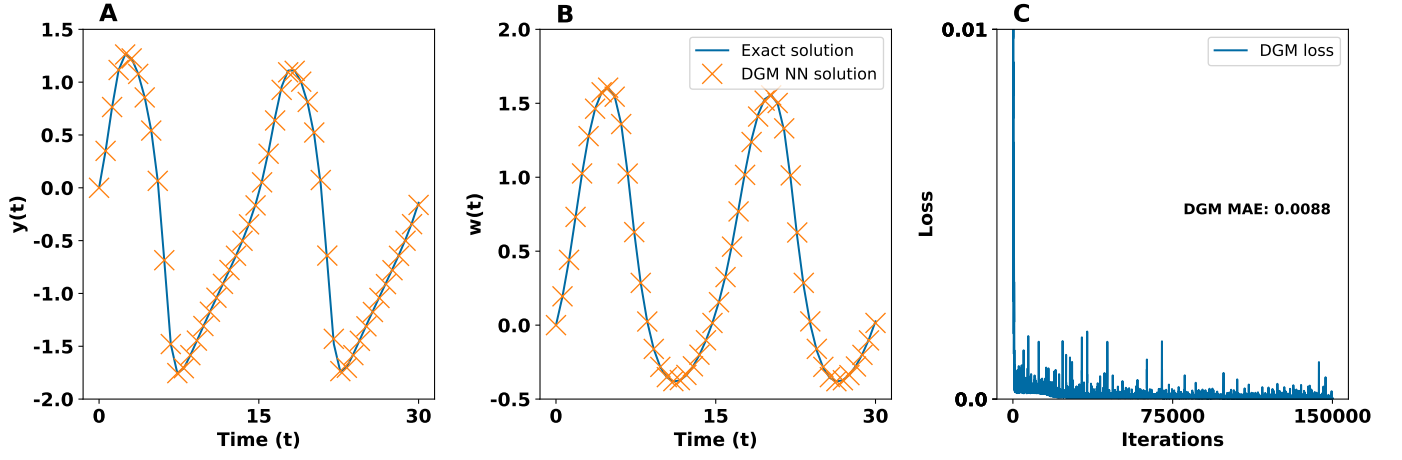 A
1.5
1.0
0.5
0.0
-0.5
-1.0
-1.5
-2.0
y(t)
0
15
30
Time (t)
B
2.0
1.5
1.0
0.5
0.0
-0.5
w(t)
Exact solution
DGM NN solution
0
15
30
Time (t)
C
0.01
0.0
Loss
DGM loss
DGM MAE: 0.0088
0
75000
150000
Iterations